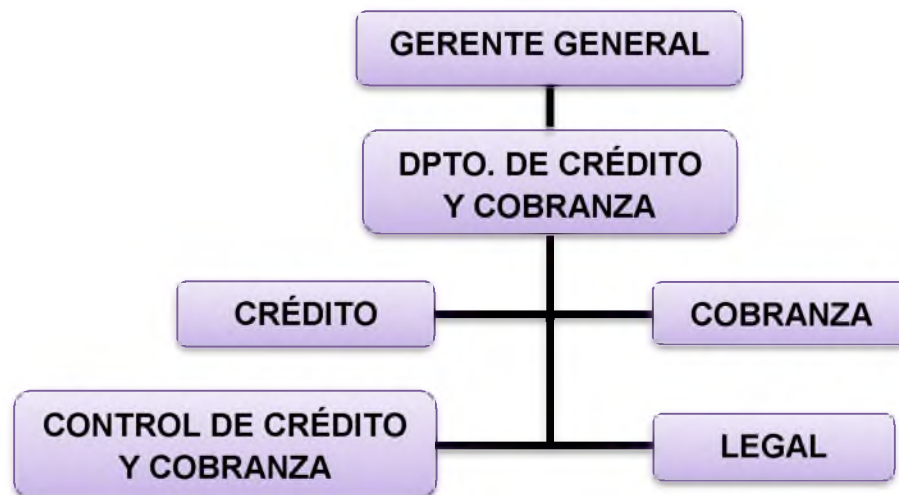 GERENTE GENERAL
DPTO. DE CRÉDITO
Y COBRANZA
CRÉDITO
COBRANZA
CONTROL DE CRÉDITO
Y COBRANZA
LEGAL